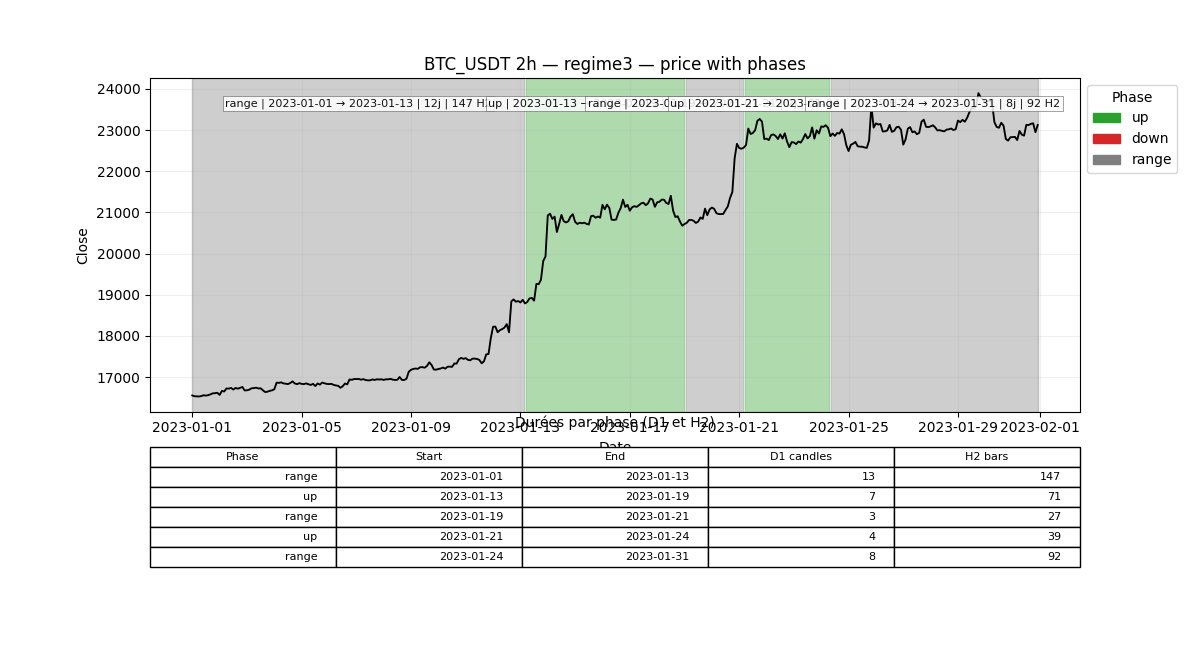 BTC_USDT 2h — regime3 — price with phases
24000
23000
22000
21000
20000
19000
18000
17000
Close
range | 2023-01-01 → 2023-01-13 | 12j | 147 H
up | 2023-01-13
range | 2023-0
up | 2023-01-21 → 2023-
range | 2023-01-24 → 2023-01-31 | 8j | 92 H2
Phase
up
down
range
2023-01-01 2023-01-05 2023-01-09 2023-01-13 2023-01-17 2023-01-21 2023-01-25 2023-01-29 2023-02-01
Date
Durées par phase (D1 et H2)
Phase Start End D1 candles H2 bars
range 2023-01-01 2023-01-13 13 147
up 2023-01-13 2023-01-19 7 71
range 2023-01-19 2023-01-21 3 27
up 2023-01-21 2023-01-24 4 39
range 2023-01-24 2023-01-31 8 92